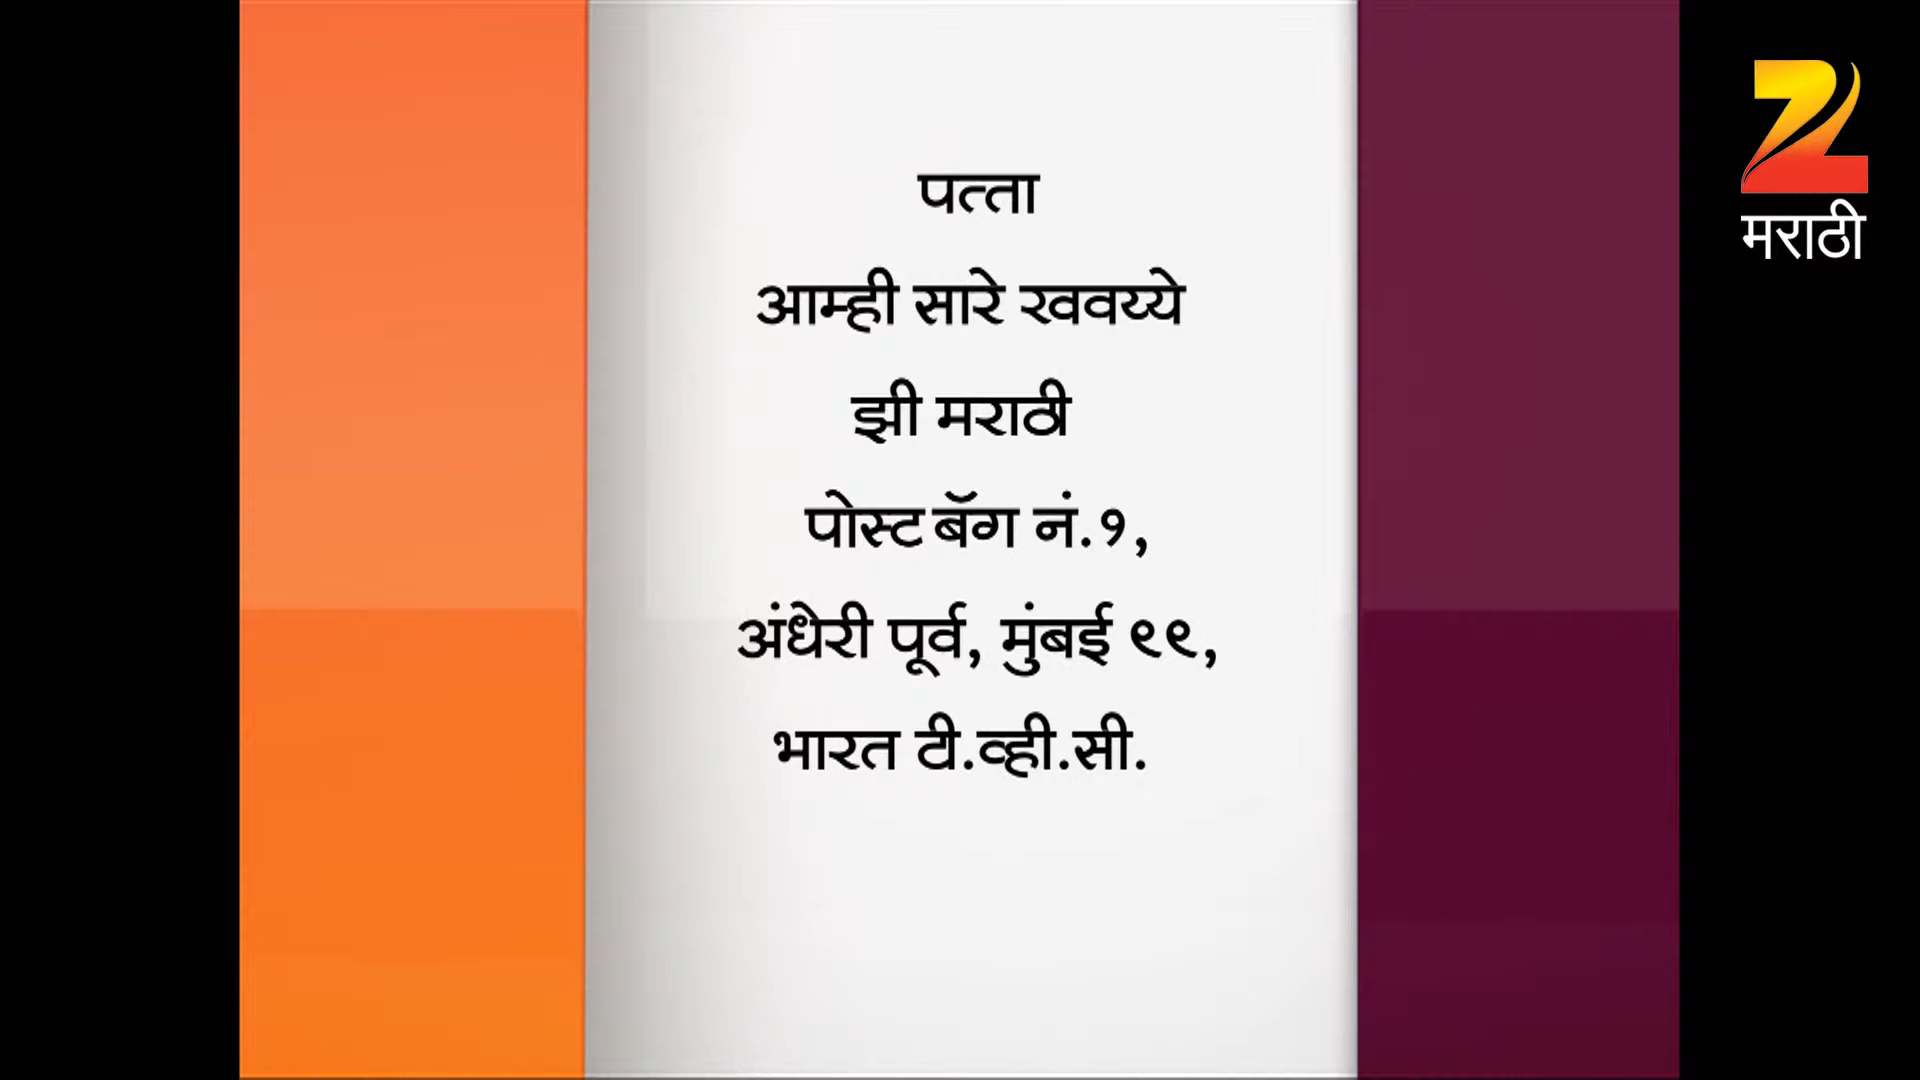 पत्ता
आम्ही सारे खवय्ये
झी मराठी
पोस्ट बॅग नं.१,
अंधेरी पूर्व, मुंबई ९९,
भारत टी.व्ही.सी.
मराठी